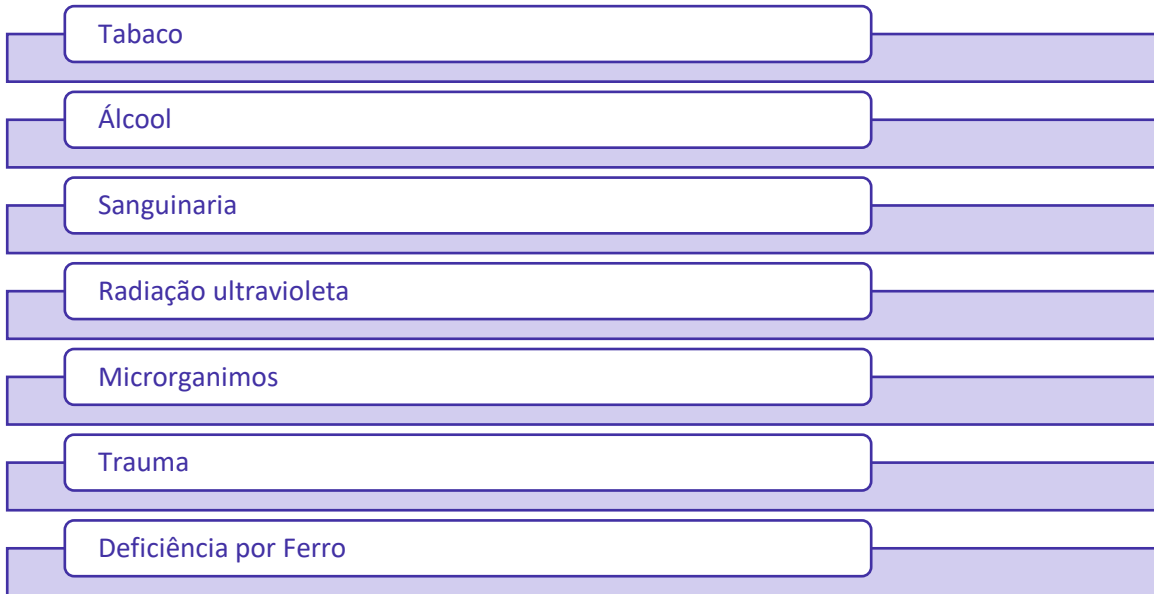 Tabaco
Álcool
Sanguinaria
Radiação ultravioleta
Microrganimos
Trauma
Deficiência por Ferro